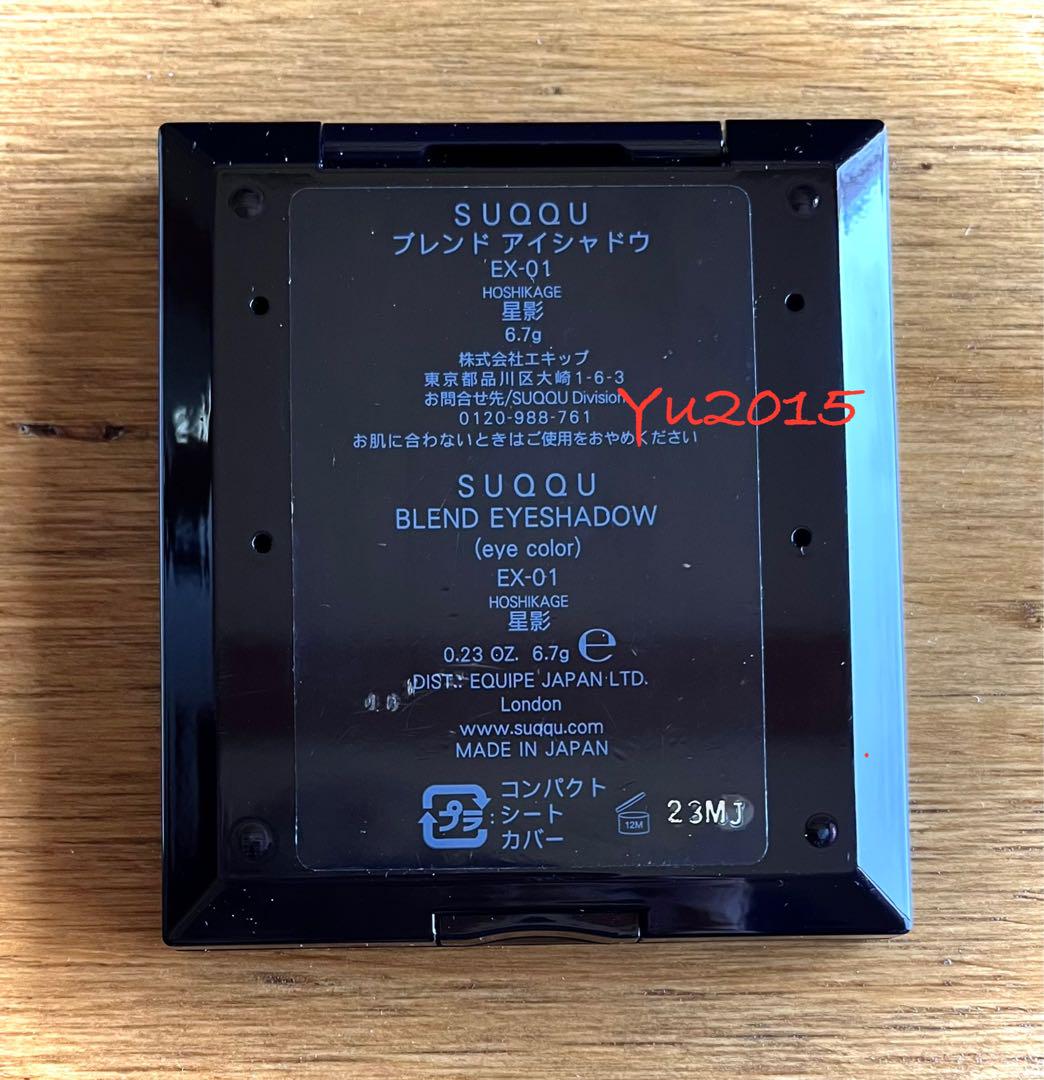 SUQQU
ブレンド アイシャドウ
EX-01
HOSHIKAGE
星影
6.7g
株式会社エキップ
東京都品川区大崎1-6-3
お問合せ先/SUQQU Division
0120-988-761
お肌に合わないときはご使用をおやめください
Yu2015
SUQQU
BLEND EYESHADOW
(eye color)
EX-01
HOSHIKAGE
星影
0.23 OZ. 6.7g e
DIST.: EQUIPE JAPAN LTD.
London
www.suqqu.com
MADE IN JAPAN
プラ:
コンパクト
シート
カバー
12M
23MJ